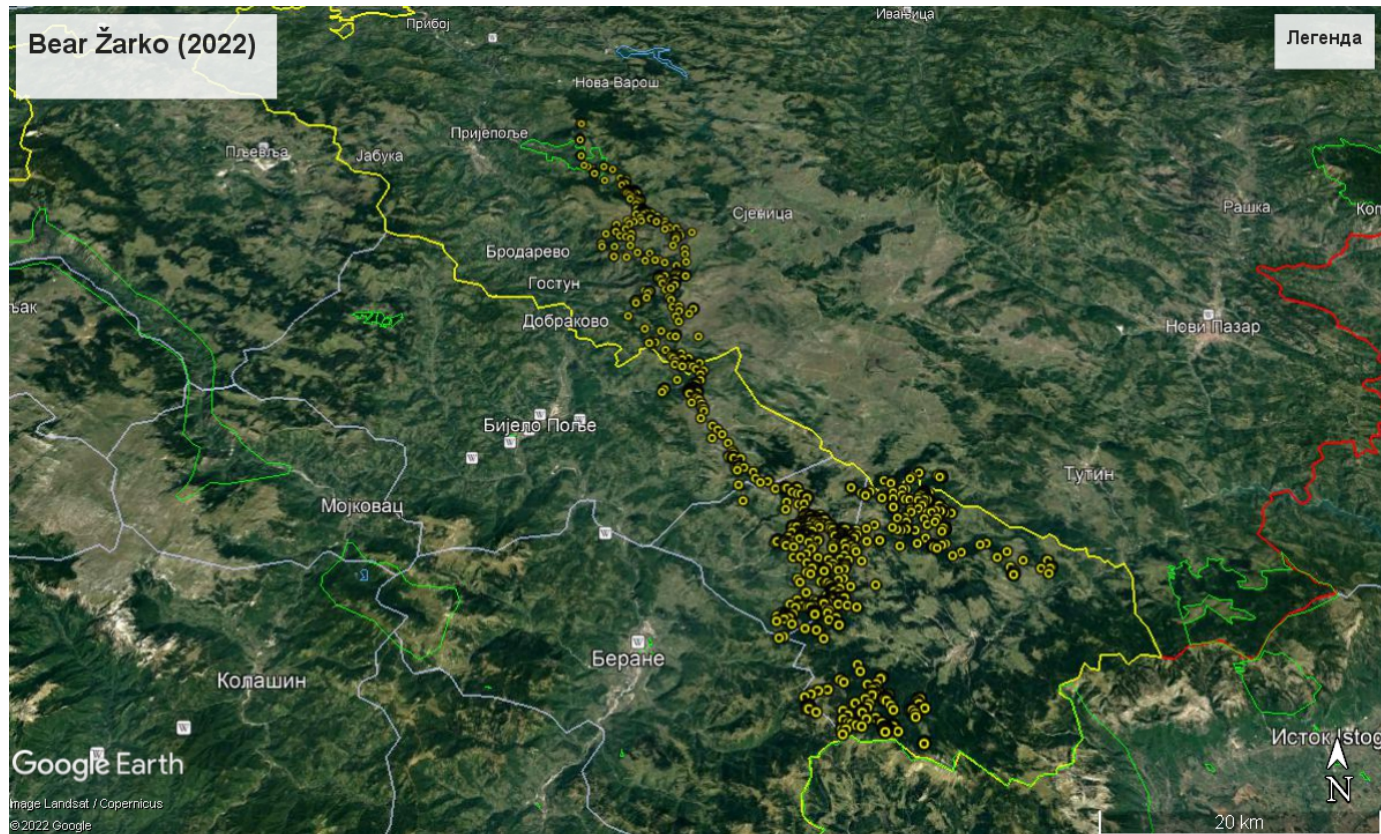 Bear Žarko (2022)
Легенда
Прибој
Ивањица
Нова Варош
Пријепоље
Пљевља
Јабука
Сјеница
Рашка
Бродарево
Гостун
Добраково
Нови Пазар
Бијело Поље
Тутин
Мојковац
Беране
Колашин
Исток Istog
Google Earth
N
mage Landsat / Copernicus
© 2022 Google
20 km